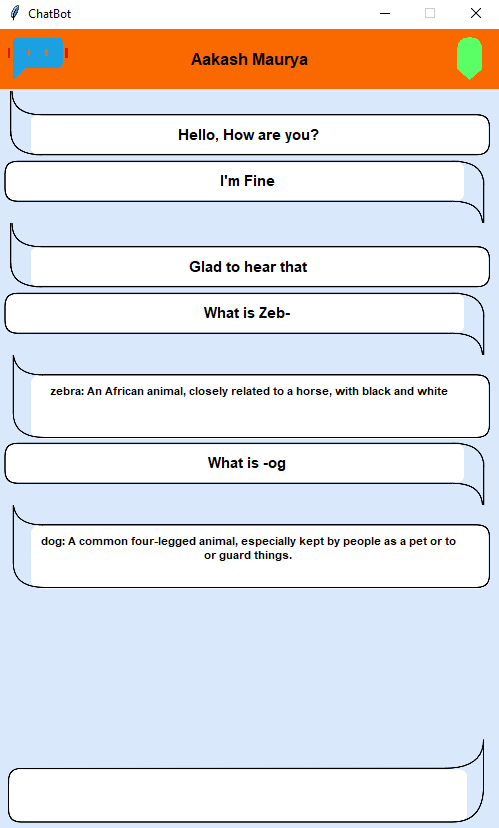 ChatBot
Aakash Maurya
Hello, How are you?
I'm Fine
Glad to hear that
What is Zeb-
zebra: An African animal, closely related to a horse, with black and white
What is -og
dog: A common four-legged animal, especially kept by people as a pet or to
or guard things.